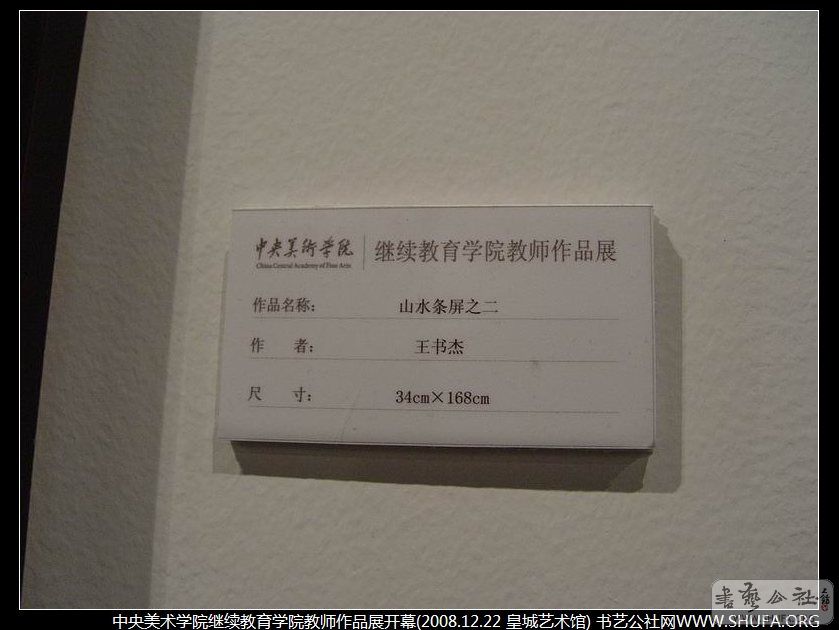 中央美術学院
China Central Academy of Fine Arts
继续教育学院教师作品展
作品名称： 山水条屏之二
作 者： 王书杰
尺 寸： 34cm×168cm
書藝公社
中央美术学院继续教育学院教师作品展开幕(2008.12.22 皇城艺术馆) 书艺公社网WWW.SHUFA.ORG